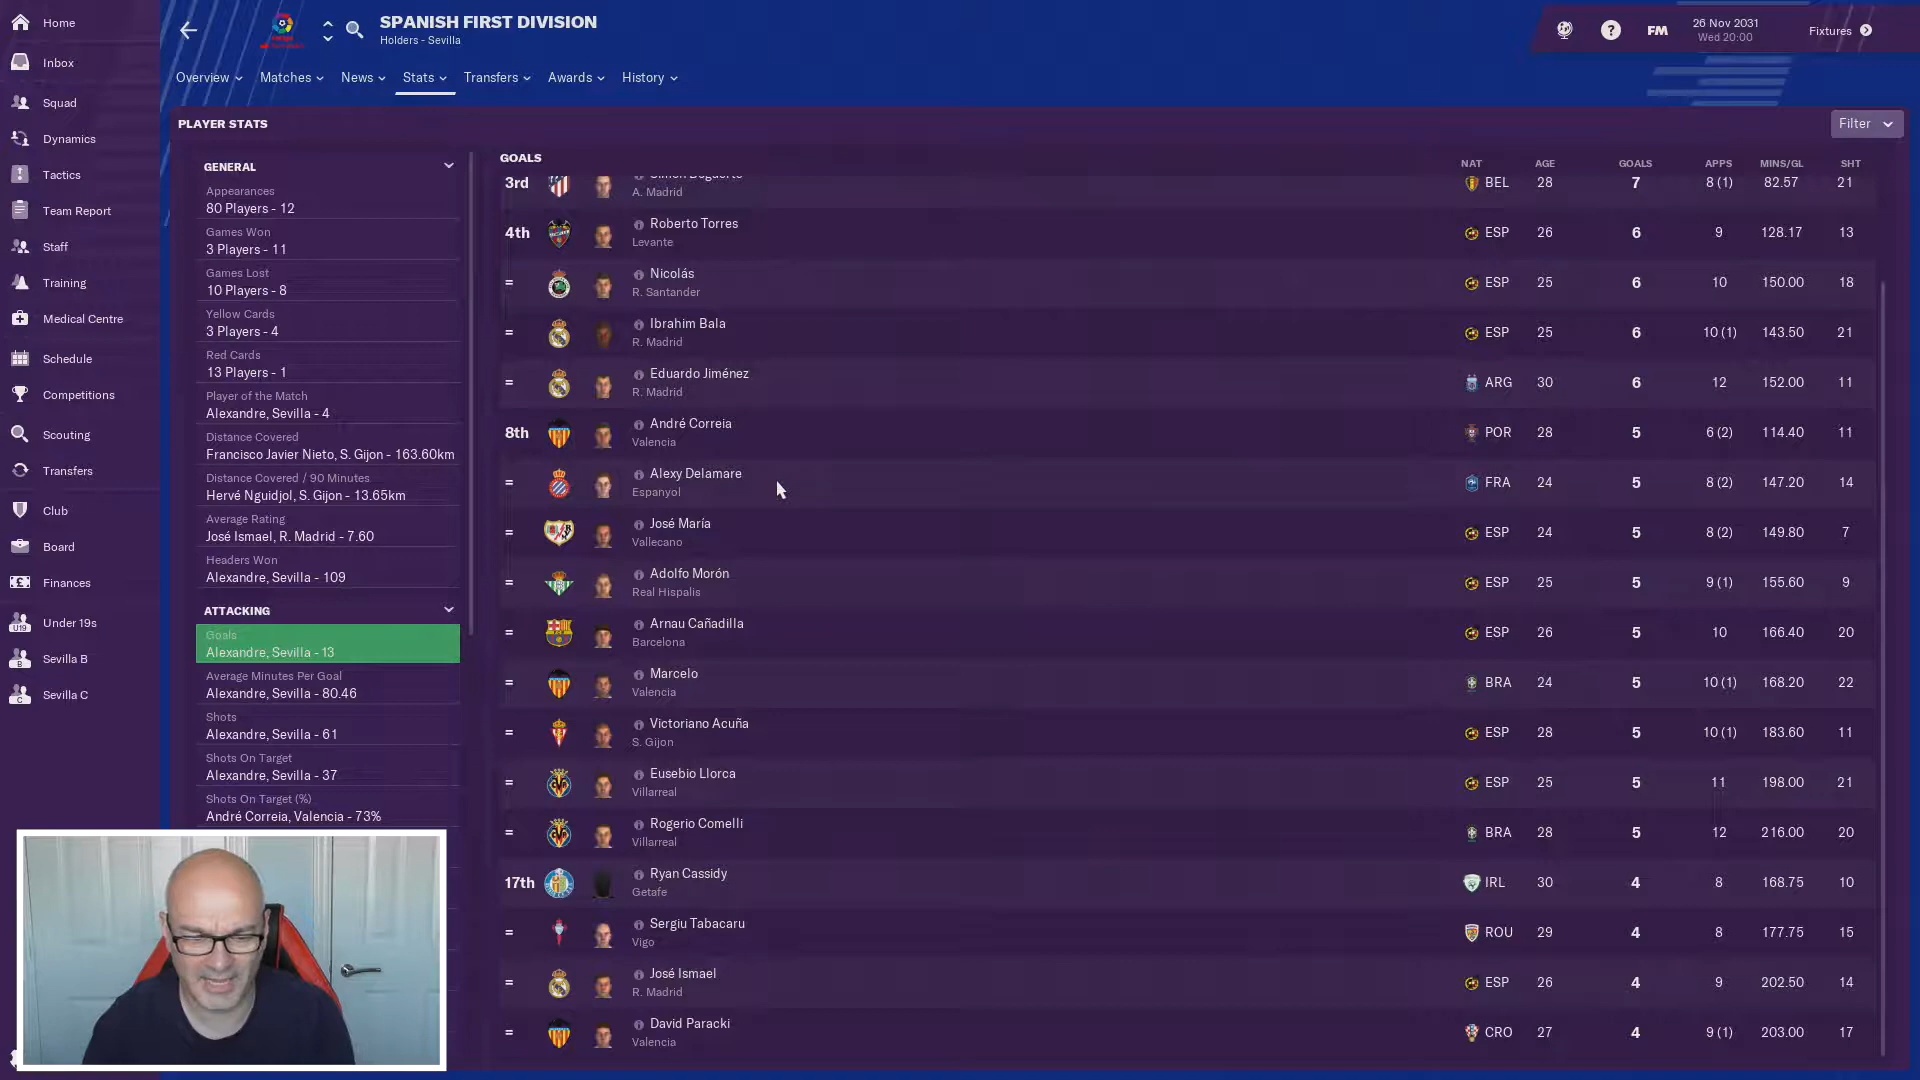 Home
Inbox
Squad
Dynamics
Tactics
Team Report
Staff
Training
Medical Centre
Schedule
Competitions
Scouting
Transfers
Club
Board
Finances
Under 19s
Sevilla B
Sevilla C
SPANISH FIRST DIVISION
Holders - Sevilla
FM
26 Nov 2031
Wed 20:00
Fixtures
Overview
Matches
News
Stats
Transfers
Awards
History
PLAYER STATS
Filter
GENERAL
Appearances
80 Players - 12
Games Won
3 Players - 11
Games Lost
10 Players - 8
Yellow Cards
3 Players - 4
Red Cards
13 Players - 1
Player of the Match
Alexandre, Sevilla - 4
Distance Covered
Francisco Javier Nieto, S. Gijon - 163.60km
Distance Covered / 90 Minutes
Hervé Nguidjol, S. Gijon - 13.65km
Average Rating
José Ismael, R. Madrid - 7.60
Headers Won
Alexandre, Sevilla - 109
ATTACKING
Goals
Alexandre, Sevilla - 13
Average Minutes Per Goal
Alexandre, Sevilla - 80.46
Shots
Alexandre, Sevilla - 61
Shots On Target
Alexandre, Sevilla - 37
Shots On Target (%)
André Correia, Valencia - 73%
GOALS NAT AGE GOALS APPS MINS/GL SHT
3rd A. Madrid BEL 28 7 8 (1) 82.57 21
4th Roberto Torres Levante ESP 26 6 9 128.17 13
= Nicolás R. Santander ESP 25 6 10 150.00 18
= Ibrahim Bala R. Madrid ESP 25 6 10 (1) 143.50 21
= Eduardo Jiménez R. Madrid ARG 30 6 12 152.00 11
8th André Correia Valencia POR 28 5 6 (2) 114.40 11
= Alexy Delamare Espanyol FRA 24 5 8 (2) 147.20 14
= José María Vallecano ESP 24 5 8 (2) 149.80 7
= Adolfo Morón Real Hispalis ESP 25 5 9 (1) 155.60 9
= Arnau Cañadilla Barcelona ESP 26 5 10 166.40 20
= Marcelo Valencia BRA 24 5 10 (1) 168.20 22
= Victoriano Acuña S. Gijon ESP 28 5 10 (1) 183.60 11
= Eusebio Llorca Villarreal ESP 25 5 11 198.00 21
= Rogerio Comelli Villarreal BRA 28 5 12 216.00 20
17th Ryan Cassidy Getafe IRL 30 4 8 168.75 10
= Sergiu Tabacaru Vigo ROU 29 4 8 177.75 15
= José Ismael R. Madrid ESP 26 4 9 202.50 14
= David Paracki Valencia CRO 27 4 9 (1) 203.00 17